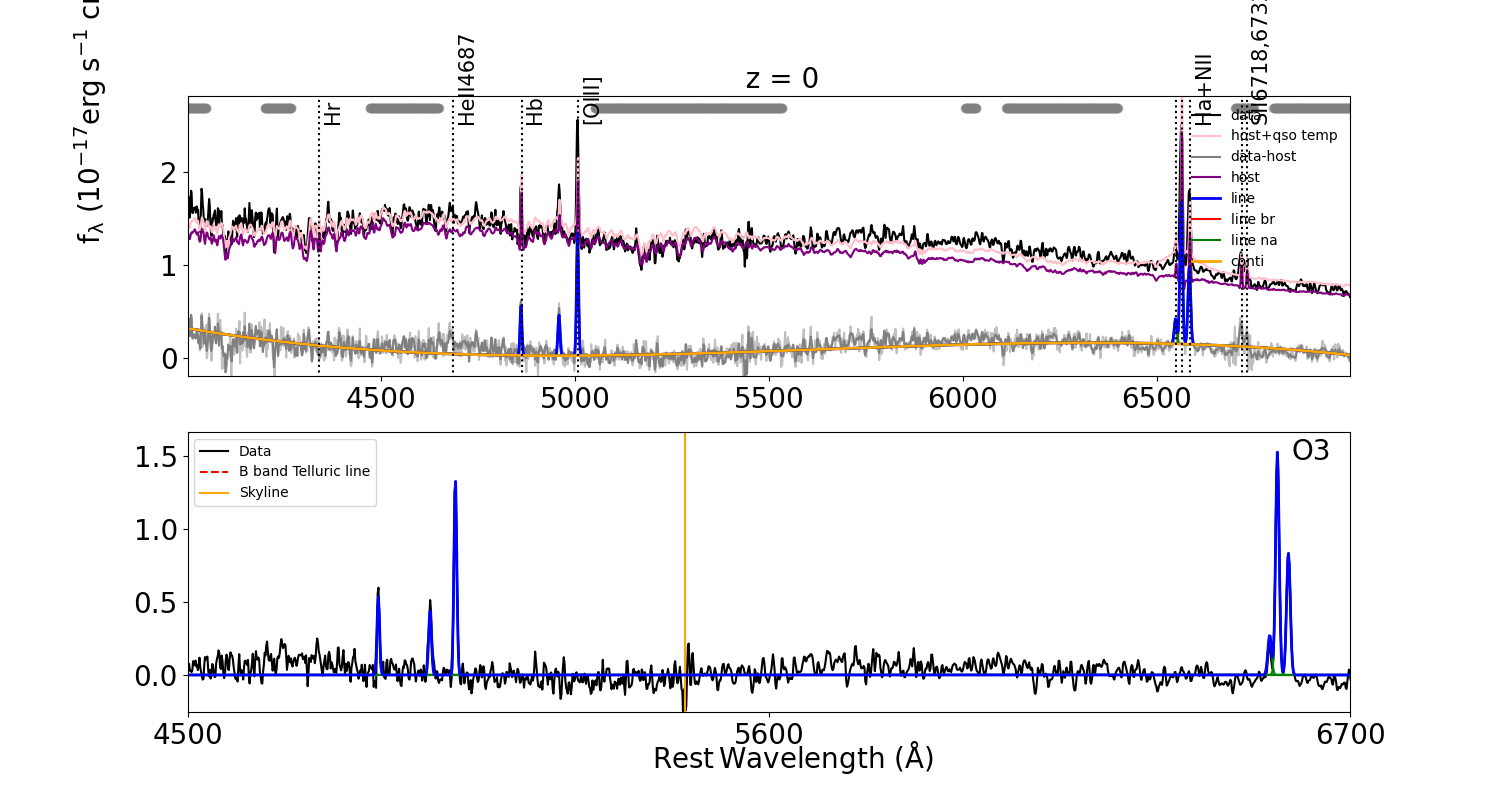 z = 0
f_λ (10⁻¹⁷erg s⁻¹
Hr
HeII4687
Hb
[OIII]
Ha+NII
SII6718,673
data
host+qso temp
data-host
host
line
line br
line na
conti
2
1
0
4500 5000 5500 6000 6500
Data
B band Telluric line
Skyline
O3
1.5
1.0
0.5
0.0
4500 5600 6700
Rest Wavelength (Å)